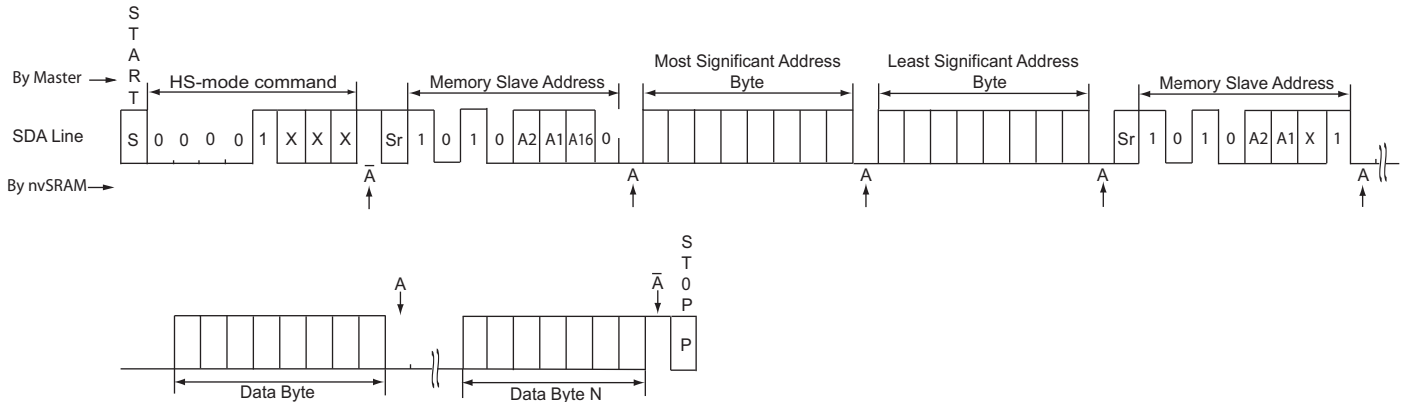 START
By Master
HS-mode command
Memory Slave Address
Most Significant Address Byte
Least Significant Address Byte
Memory Slave Address
SDA Line
S 0 0 0 0 1 X X X Sr 1 0 1 0 A2 A1 A16 0 Sr 1 0 1 0 A2 A1 X 1
By nvSRAM
A̅ A A A A
ST0P
A A̅
P
Data Byte
Data Byte N